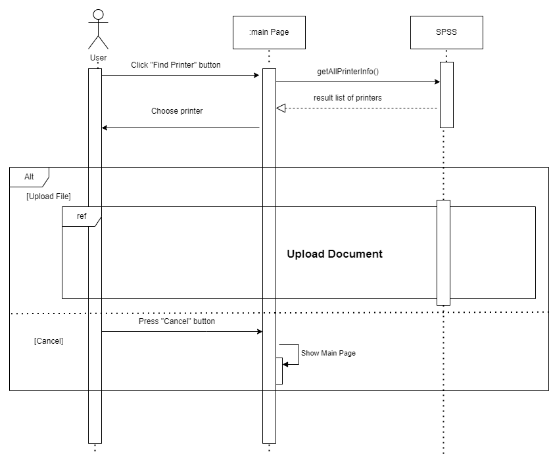 :main Page
SPSS
User
Click "Find Printer" button
getAllPrinterInfo()
result list of printers
Choose printer
Alt
[Upload File]
ref
Upload Document
Press "Cancel" button
[Cancel]
Show Main Page